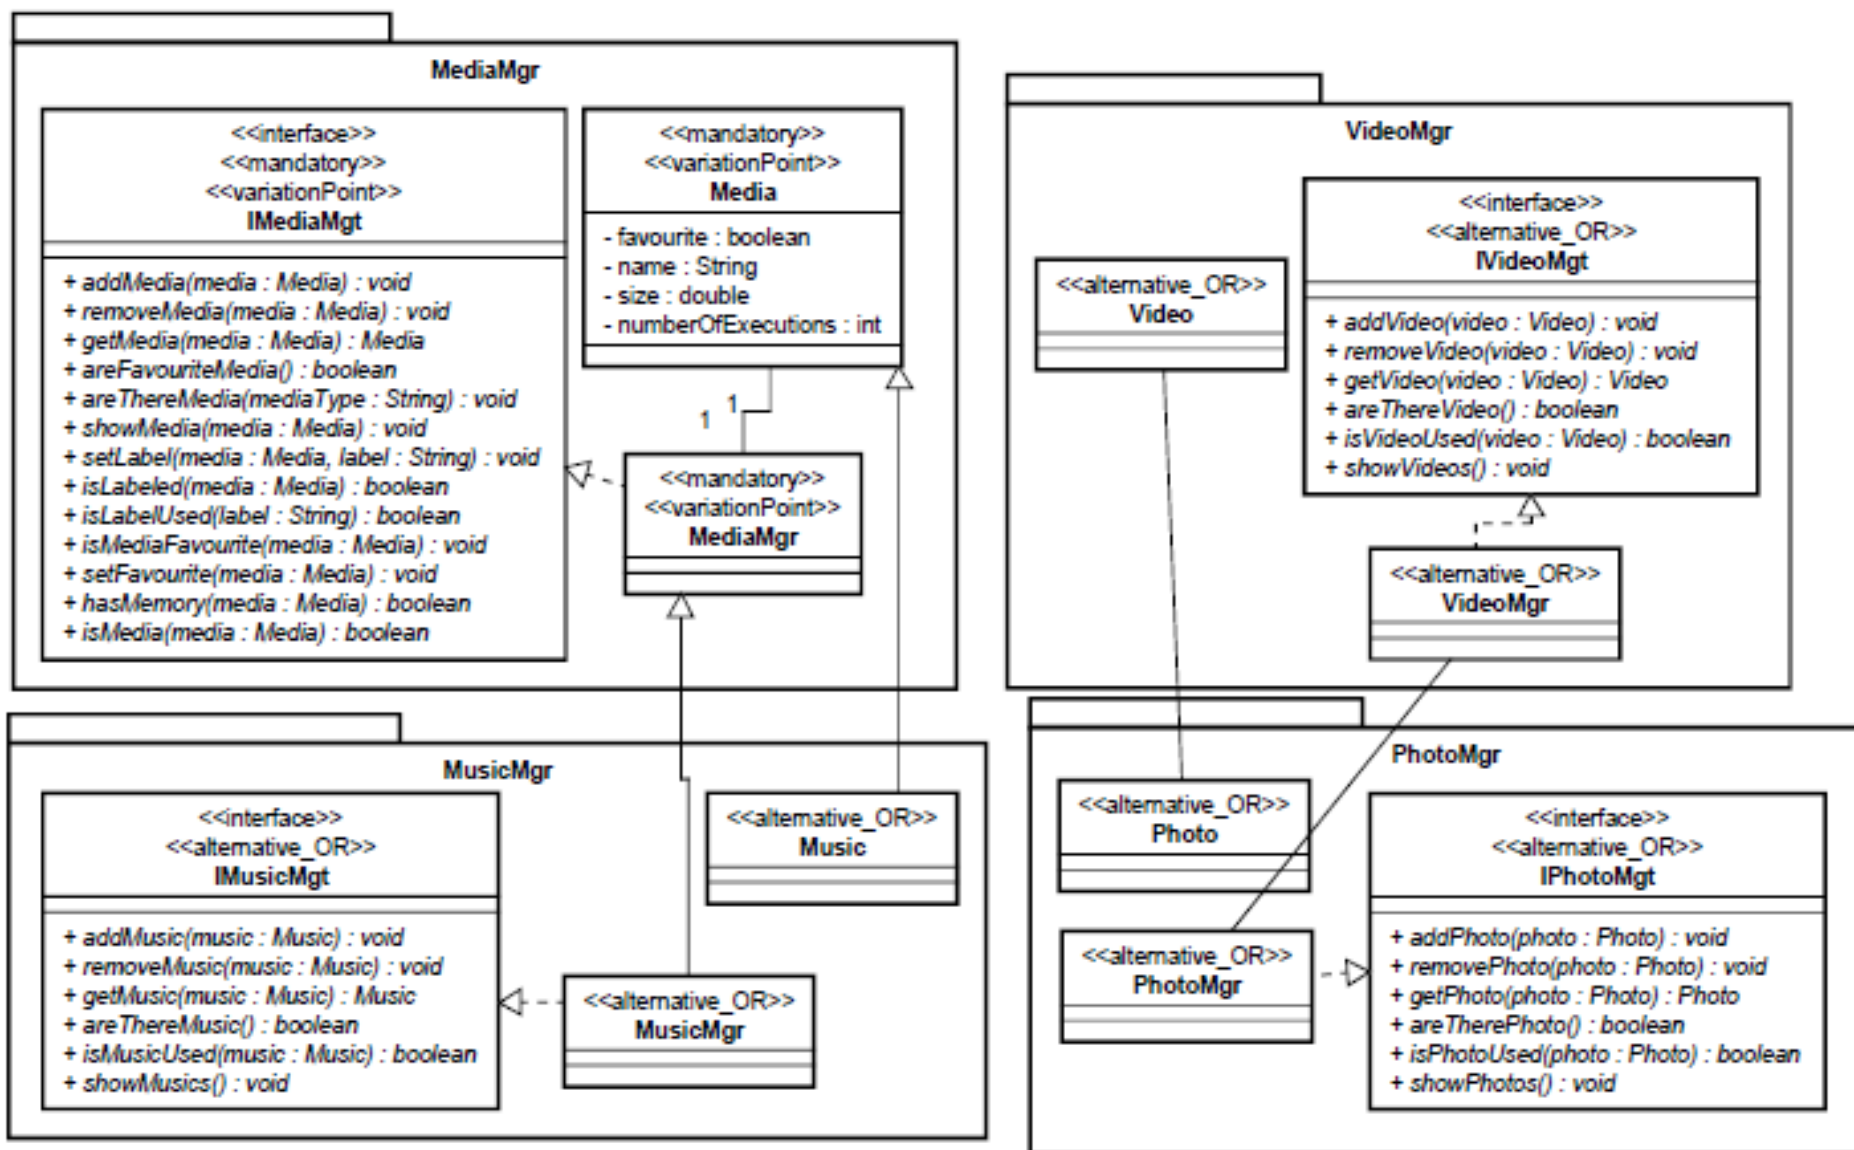 MediaMgr
<<interface>>
<<mandatory>>
<<variationPoint>>
IMediaMgt
+ addMedia(media : Media) : void
+ removeMedia(media : Media) : void
+ getMedia(media : Media) : Media
+ areFavouriteMedia() : boolean
+ areThereMedia(mediaType : String) : void
+ showMedia(media : Media) : void
+ setLabel(media : Media, label : String) : void
+ isLabeled(media : Media) : boolean
+ isLabelUsed(label : String) : boolean
+ isMediaFavourite(media : Media) : void
+ setFavourite(media : Media) : void
+ hasMemory(media : Media) : boolean
+ isMedia(media : Media) : boolean
<<mandatory>>
<<variationPoint>>
Media
- favourite : boolean
- name : String
- size : double
- numberOfExecutions : int
1
1
<<mandatory>>
<<variationPoint>>
MediaMgr
VideoMgr
<<alternative_OR>>
Video
<<interface>>
<<alternative_OR>>
IVideoMgt
+ addVideo(video : Video) : void
+ removeVideo(video : Video) : void
+ getVideo(video : Video) : Video
+ areThereVideo() : boolean
+ isVideoUsed(video : Video) : boolean
+ showVideos() : void
<<alternative_OR>>
VideoMgr
MusicMgr
<<interface>>
<<alternative_OR>>
IMusicMgt
+ addMusic(music : Music) : void
+ removeMusic(music : Music) : void
+ getMusic(music : Music) : Music
+ areThereMusic() : boolean
+ isMusicUsed(music : Music) : boolean
+ showMusics() : void
<<alternative_OR>>
Music
<<alternative_OR>>
MusicMgr
PhotoMgr
<<alternative_OR>>
Photo
<<alternative_OR>>
PhotoMgr
<<interface>>
<<alternative_OR>>
IPhotoMgt
+ addPhoto(photo : Photo) : void
+ removePhoto(photo : Photo) : void
+ getPhoto(photo : Photo) : Photo
+ areTherePhoto() : boolean
+ isPhotoUsed(photo : Photo) : boolean
+ showPhotos() : void